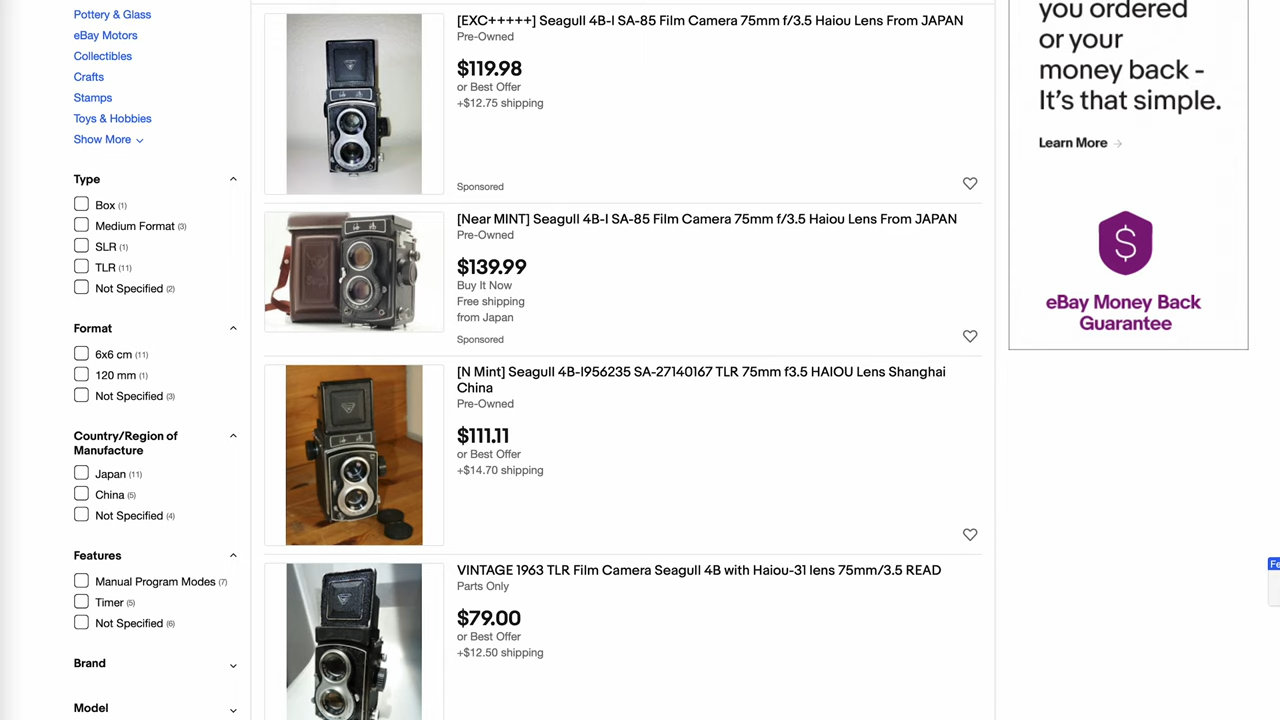 Pottery & Glass
eBay Motors
Collectibles
Crafts
Stamps
Toys & Hobbies
Show More
Type
Box (1)
Medium Format (3)
SLR (1)
TLR (11)
Not Specified (2)
Format
6x6 cm (11)
120 mm (1)
Not Specified (3)
Country/Region of
Manufacture
Japan (11)
China (5)
Not Specified (4)
Features
Manual Program Modes (7)
Timer (5)
Not Specified (6)
Brand
Model
[EXC+++++] Seagull 4B-I SA-85 Film Camera 75mm f/3.5 Haiou Lens From JAPAN
Pre-Owned
$119.98
or Best Offer
+$12.75 shipping
Sponsored
[Near MINT] Seagull 4B-I SA-85 Film Camera 75mm f/3.5 Haiou Lens From JAPAN
Pre-Owned
$139.99
Buy It Now
Free shipping
from Japan
Sponsored
[N Mint] Seagull 4B-I956235 SA-27140167 TLR 75mm f3.5 HAIOU Lens Shanghai
China
Pre-Owned
$111.11
or Best Offer
+$14.70 shipping
VINTAGE 1963 TLR Film Camera Seagull 4B with Haiou-31 lens 75mm/3.5 READ
Parts Only
$79.00
or Best Offer
+$12.50 shipping
you ordered
or your
money back -
It's that simple.
Learn More
$
eBay Money Back
Guarantee
Fe